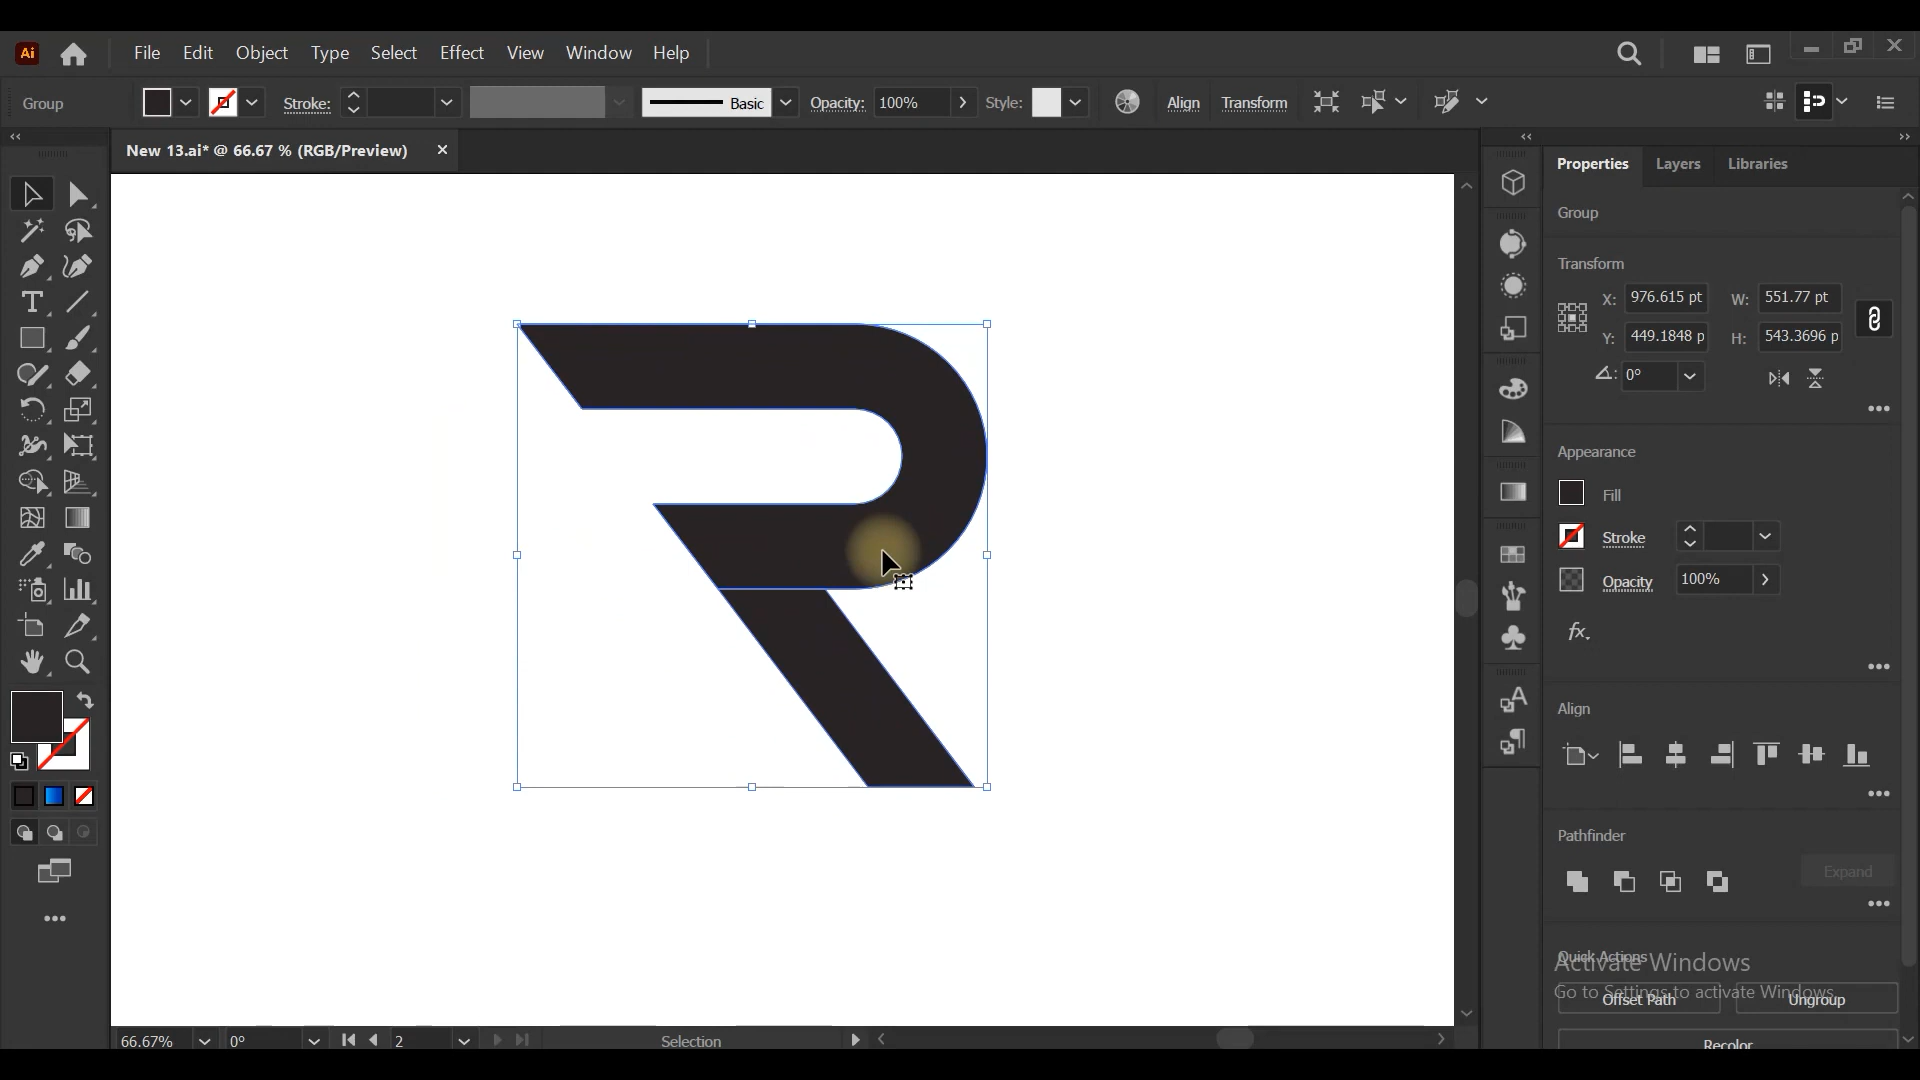 Ai File Edit Object Type Select Effect View Window Help
Group Stroke: Basic Opacity: 100% Style: Align Transform
New 13.ai* @ 66.67 % (RGB/Preview)
Properties Layers Libraries
Group
Transform
X: 976.615 pt W: 551.77 pt
Y: 449.1848 p H: 543.3696 p
0°
Appearance
Fill
Stroke
Opacity 100%
fx.
Align
Pathfinder
Expand
Quick Actions
Activate Windows
Go to Settings to activate Windows.
Offset Path Ungroup
Recolor
R
66.67% 0° 2 Selection